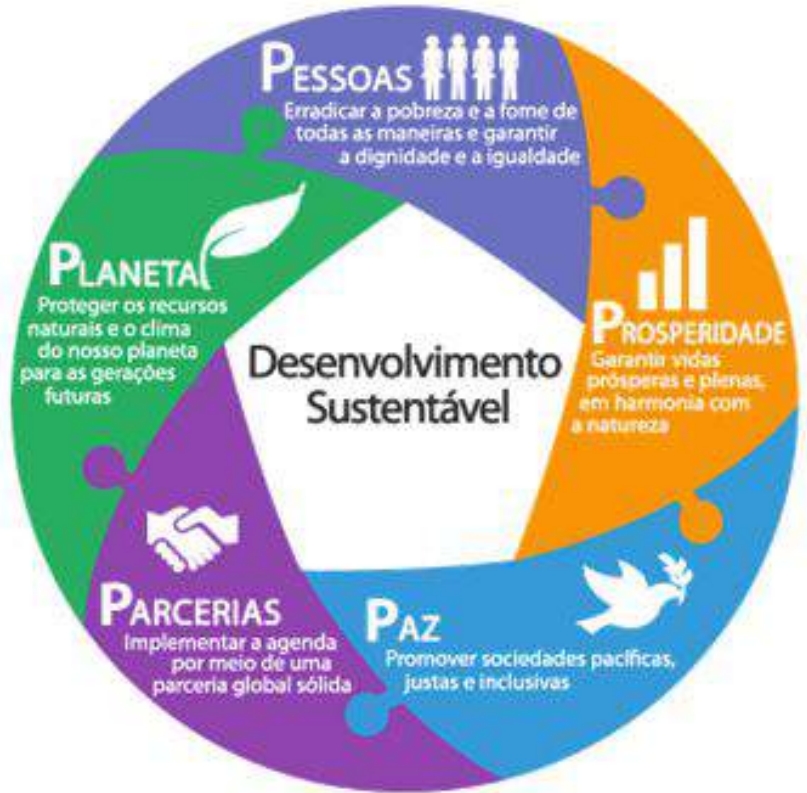 PESSOAS
Erradicar a pobreza e a fome de
todas as maneiras e garantir
a dignidade e a igualdade
PROSPERIDADE
Garantir vidas
prósperas e plenas,
em harmonia com
a natureza
PAZ
Promover sociedades pacíficas,
justas e inclusivas
PARCERIAS
Implementar a agenda
por meio de uma
parceria global sólida
PLANETA
Proteger os recursos
naturais e o clima
do nosso planeta
para as gerações
futuras
Desenvolvimento
Sustentável